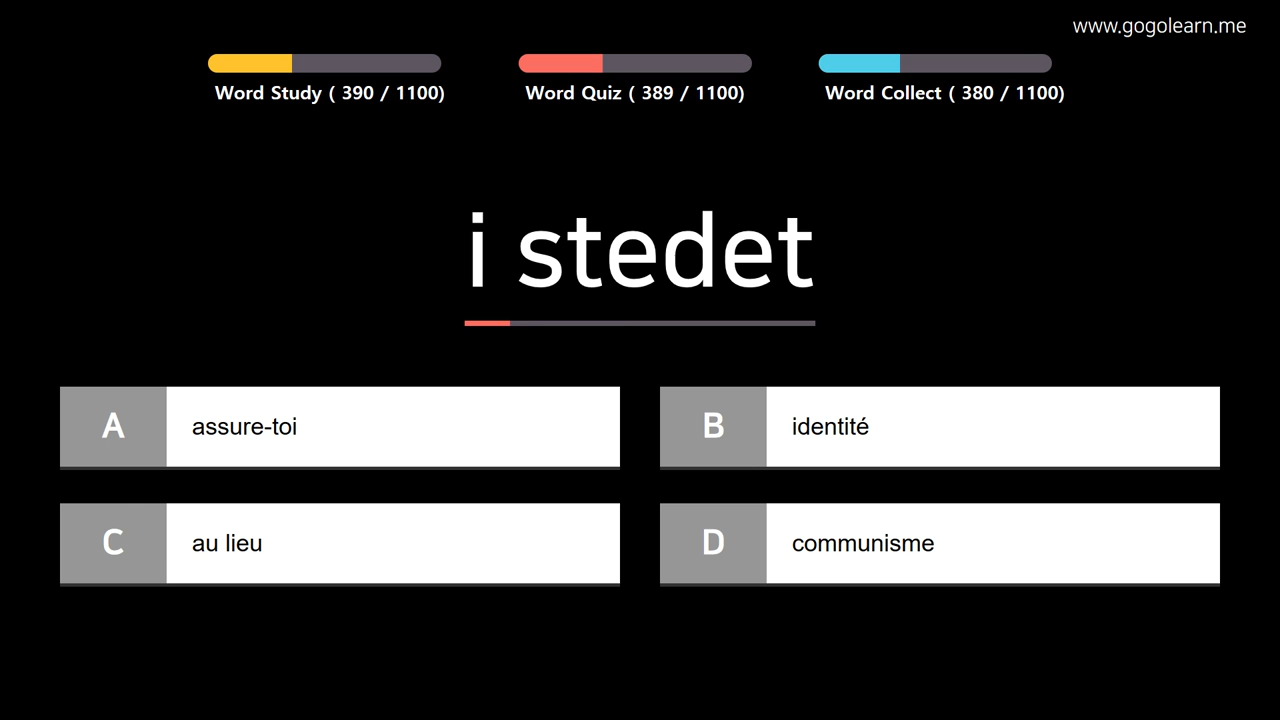 www.gogolearn.me
Word Study ( 390 / 1100)
Word Quiz ( 389 / 1100)
Word Collect ( 380 / 1100)
i stedet
A
assure-toi
B
identité
C
au lieu
D
communisme